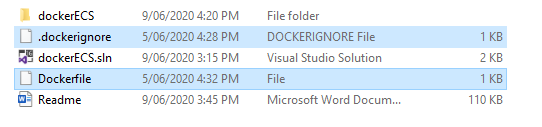 dockerECS 9/06/2020 4:20 PM File folder
.dockerignore 5/06/2020 4:28 PM DOCKERIGNORE File 1 KB
dockerECS.sln 9/06/2020 3:15 PM Visual Studio Solution 2 KB
Dockerfile 5/06/2020 4:32 PM File 1 KB
Readme 9/06/2020 3:45 PM Microsoft Word Docum... 110 KB